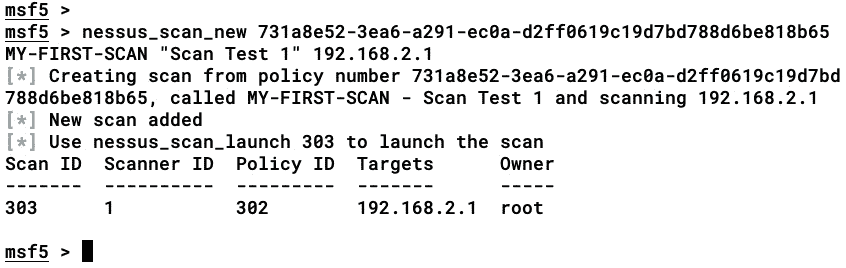 msf5 >
msf5 > nessus_scan_new 731a8e52-3ea6-a291-ec0a-d2ff0619c19d7bd788d6be818b65
MY-FIRST-SCAN "Scan Test 1" 192.168.2.1
[*] Creating scan from policy number 731a8e52-3ea6-a291-ec0a-d2ff0619c19d7bd
788d6be818b65, called MY-FIRST-SCAN - Scan Test 1 and scanning 192.168.2.1
[*] New scan added
[*] Use nessus_scan_launch 303 to launch the scan
Scan ID  Scanner ID  Policy ID  Targets      Owner
-------  ----------  ---------  -------      -----
303      1           302        192.168.2.1  root
msf5 >